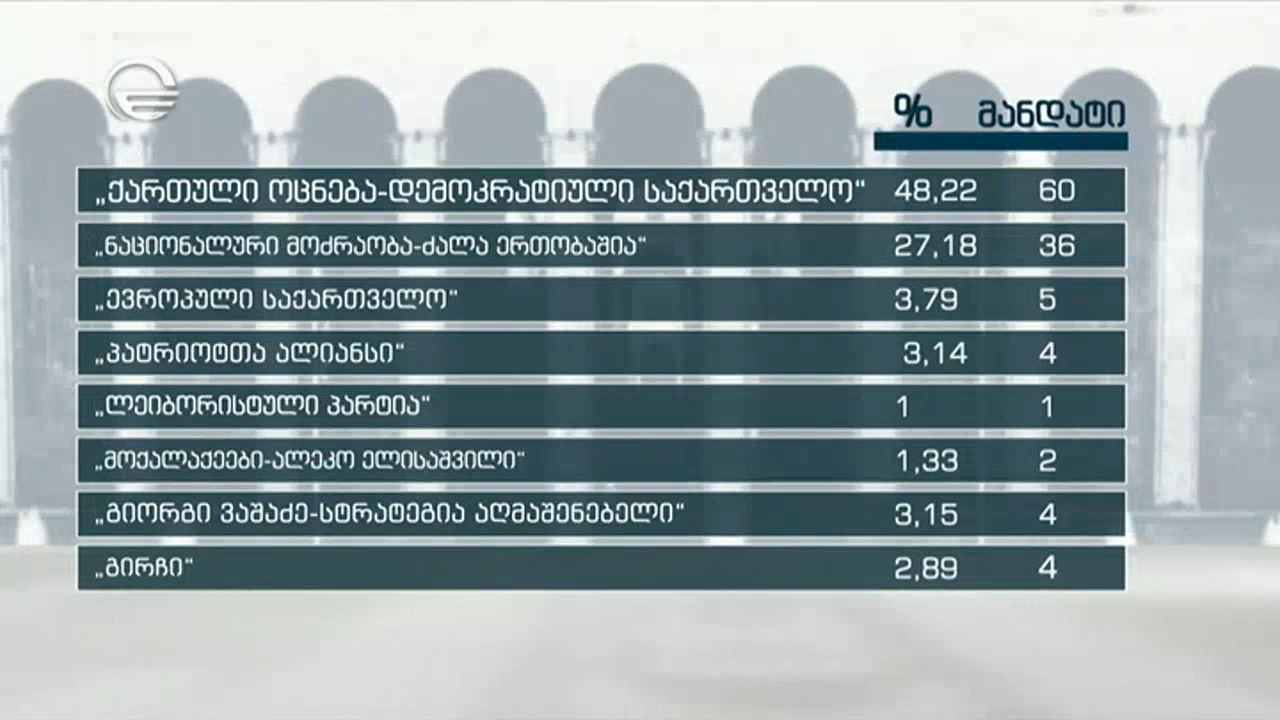 % მანდატი
„ქართული ოცნება-დემოკრატიული საქართველო“ 48,22 60
„ნაციონალური მოძრაობა-ძალა ერთობაშია“ 27,18 36
„ევროპული საქართველო“ 3,79 5
„პატრიოტთა ალიანსი“ 3,14 4
„ლეიბორისტული პარტია“ 1 1
„მოქალაქეები-ალეკო ელისაშვილი“ 1,33 2
„გიორგი ვაშაძე-სტრატეგია აღმაშენებელი“ 3,15 4
„გირჩი“ 2,89 4